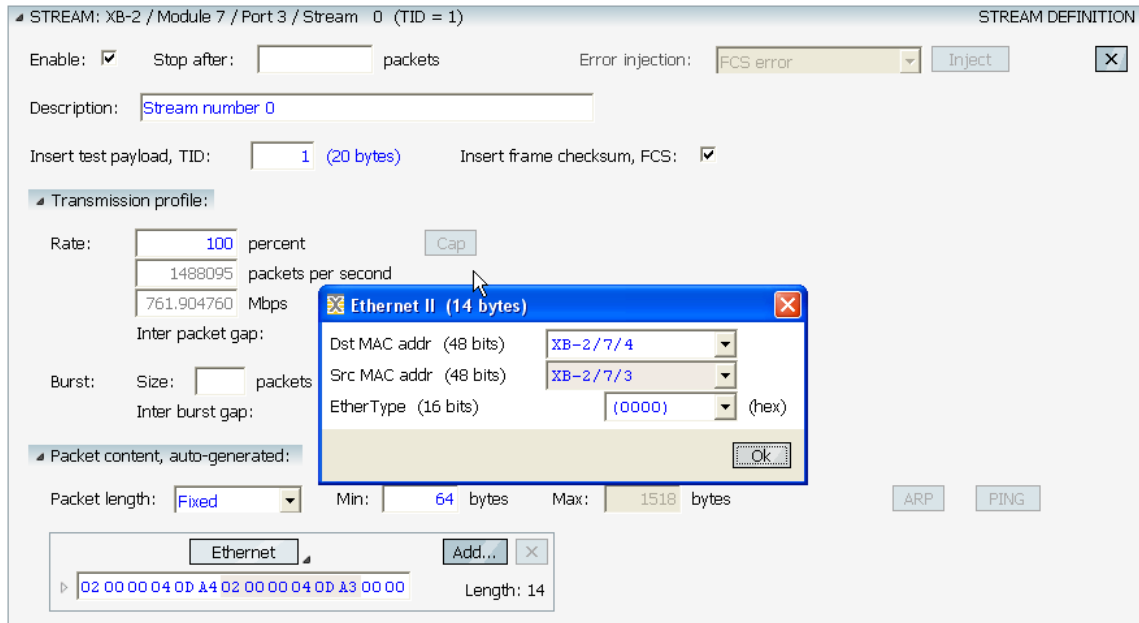 STREAM: XB-2 / Module 7 / Port 3 / Stream 0 (TID = 1) STREAM DEFINITION
Enable: Stop after: packets Error injection: FCS error Inject X
Description: Stream number 0
Insert test payload, TID: 1 (20 bytes) Insert frame checksum, FCS:
Transmission profile:
Rate: 100 percent Cap
1488095 packets per second
761.904760 Mbps
Inter packet gap:
Burst: Size: packets
Inter burst gap:
Ethernet II (14 bytes)
Dst MAC addr (48 bits) XB-2/7/4
Src MAC addr (48 bits) XB-2/7/3
EtherType (16 bits) (0000) (hex)
Ok
Packet content, auto-generated:
Packet length: Fixed Min: 64 bytes Max: 1518 bytes ARP PING
Ethernet Add... X
02 00 00 04 0D A4 02 00 00 04 0D A3 00 00 Length: 14